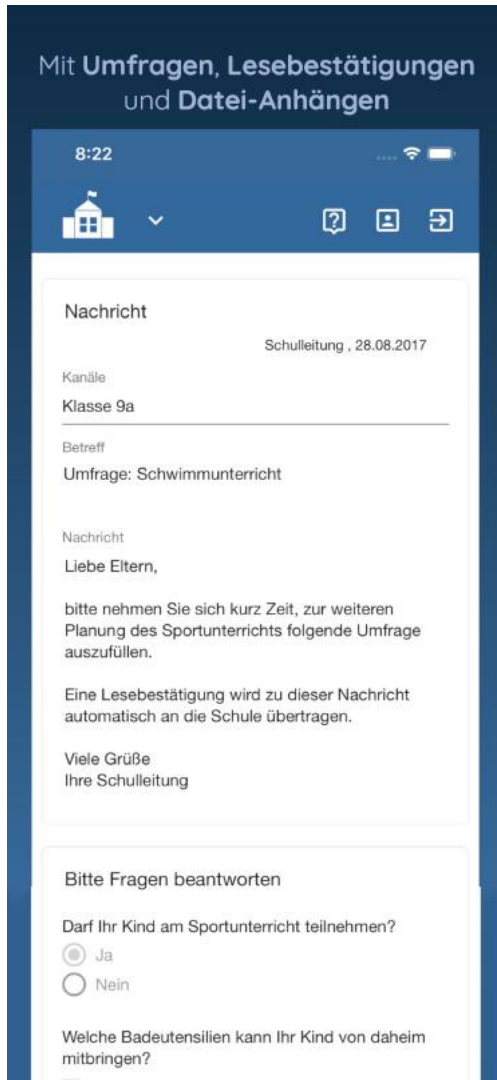 Mit Umfragen, Lesebestätigungen
und Datei-Anhängen
8:22
Nachricht
Schulleitung , 28.08.2017
Kanäle
Klasse 9a
Betreff
Umfrage: Schwimmunterricht
Nachricht
Liebe Eltern,
bitte nehmen Sie sich kurz Zeit, zur weiteren
Planung des Sportunterrichts folgende Umfrage
auszufüllen.
Eine Lesebestätigung wird zu dieser Nachricht
automatisch an die Schule übertragen.
Viele Grüße
Ihre Schulleitung
Bitte Fragen beantworten
Darf Ihr Kind am Sportunterricht teilnehmen?
Ja
Nein
Welche Badeutensilien kann Ihr Kind von daheim
mitbringen?